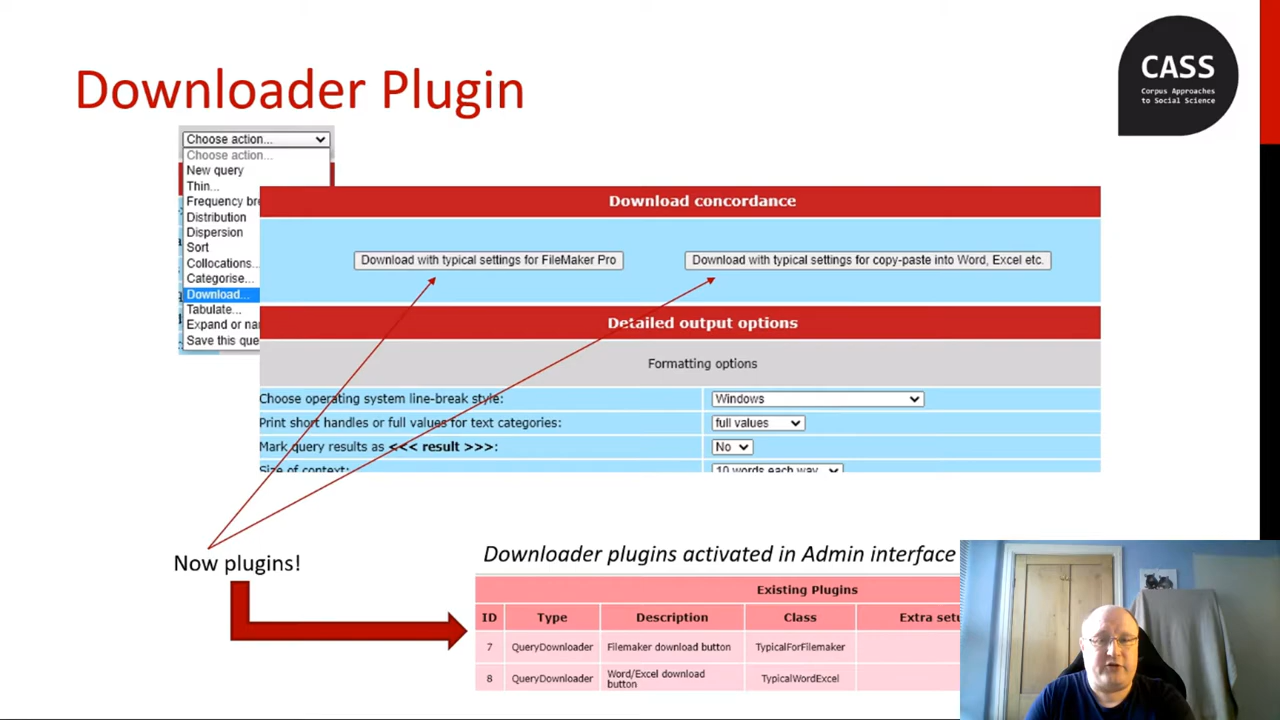 Downloader Plugin
CASS
Corpus Approaches
to Social Science
Choose action...
Choose action...
New query
Thin...
Frequency bre
Distribution
Dispersion
Sort
Collocations...
Categorise...
Download...
Tabulate...
Expand or nar
Save this que
Download concordance
Download with typical settings for FileMaker Pro
Download with typical settings for copy-paste into Word, Excel etc.
Detailed output options
Formatting options
Choose operating system line-break style: Windows
Print short handles or full values for text categories: full values
Mark query results as <<< result >>>: No
Size of context: 10 words each way
Now plugins!
Downloader plugins activated in Admin interface
Existing Plugins
ID Type Description Class Extra setu
7 QueryDownloader Filemaker download button TypicalForFilemaker
8 QueryDownloader Word/Excel download button TypicalWordExcel